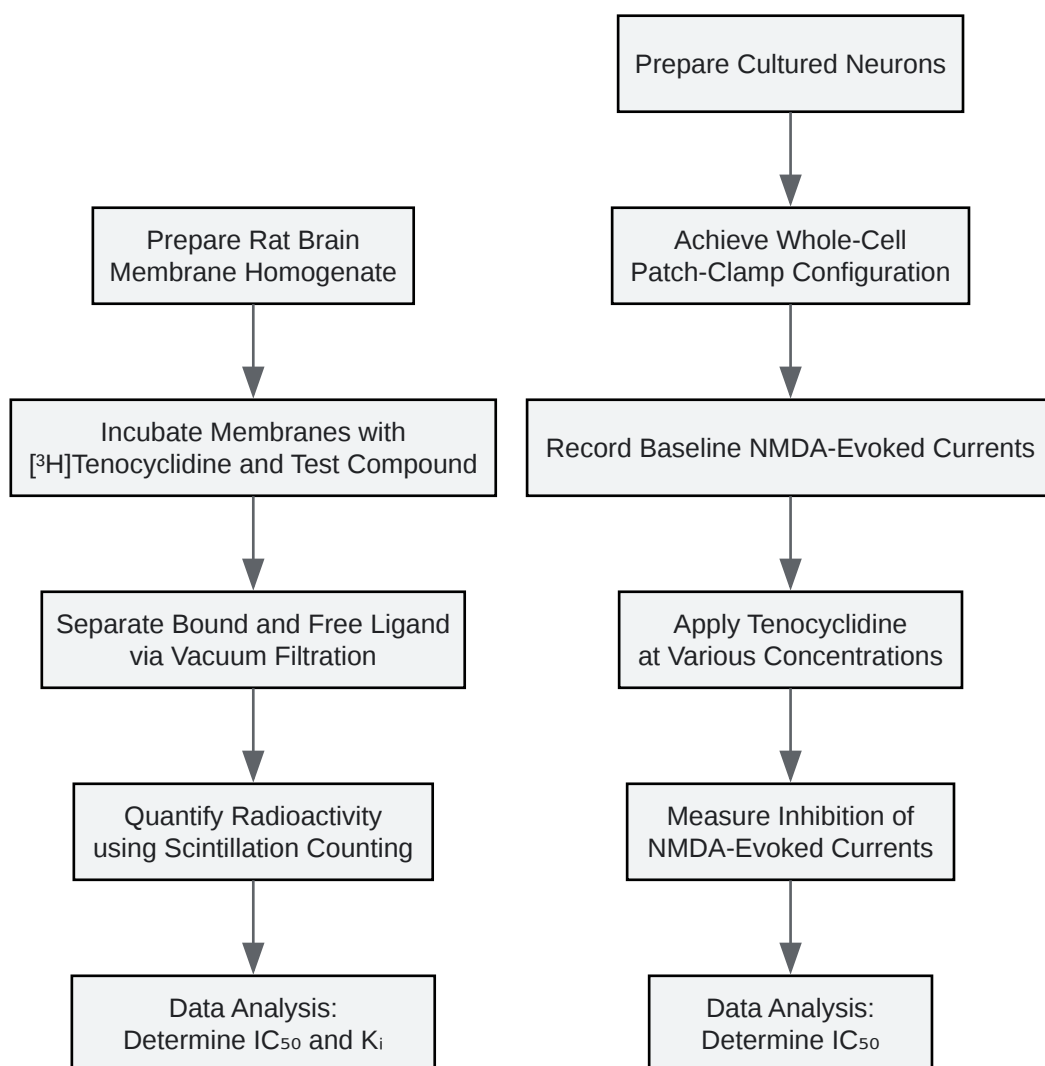 Prepare Rat Brain
Membrane Homogenate
Incubate Membranes with
[³H]Tenocyclidine and Test Compound
Separate Bound and Free Ligand
via Vacuum Filtration
Quantify Radioactivity
using Scintillation Counting
Data Analysis:
Determine IC₅₀ and Kᵢ
Prepare Cultured Neurons
Achieve Whole-Cell
Patch-Clamp Configuration
Record Baseline NMDA-Evoked Currents
Apply Tenocyclidine
at Various Concentrations
Measure Inhibition of
NMDA-Evoked Currents
Data Analysis:
Determine IC₅₀